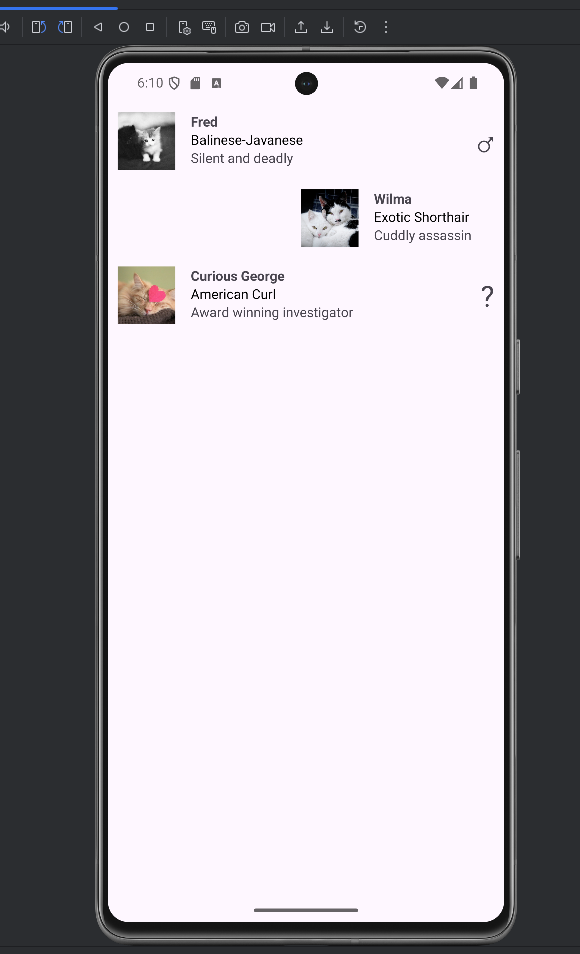 6:10
A
Fred
Balinese-Javanese
Silent and deadly
♂
Wilma
Exotic Shorthair
Cuddly assassin
Curious George
American Curl
Award winning investigator
?